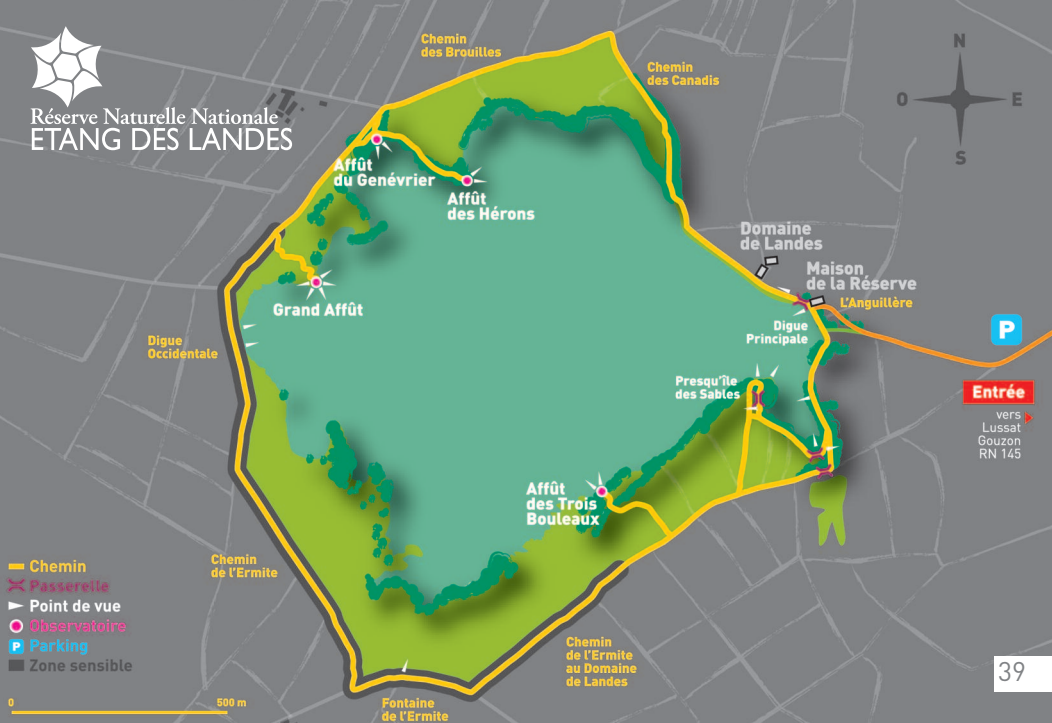 Réserve Naturelle Nationale
ETANG DES LANDES
Chemin
des Brouilles
Chemin
des Canadis
N
O
E
S
Affût
du Genévrier
Affût
des Hérons
Grand Affût
Domaine
de Landes
Maison
de la Réserve
L'Anguillère
Digue
Principale
P
Digue
Occidentale
Presqu'île
des Sables
Entrée
vers
Lussat
Gouzon
RN 145
Affût
des Trois
Bouleaux
Chemin
de l'Ermite
Chemin
de l'Ermite
au Domaine
de Landes
Fontaine
de l'Ermite
Chemin
Passerelle
Point de vue
Observatoire
P Parking
Zone sensible
0 500 m
39